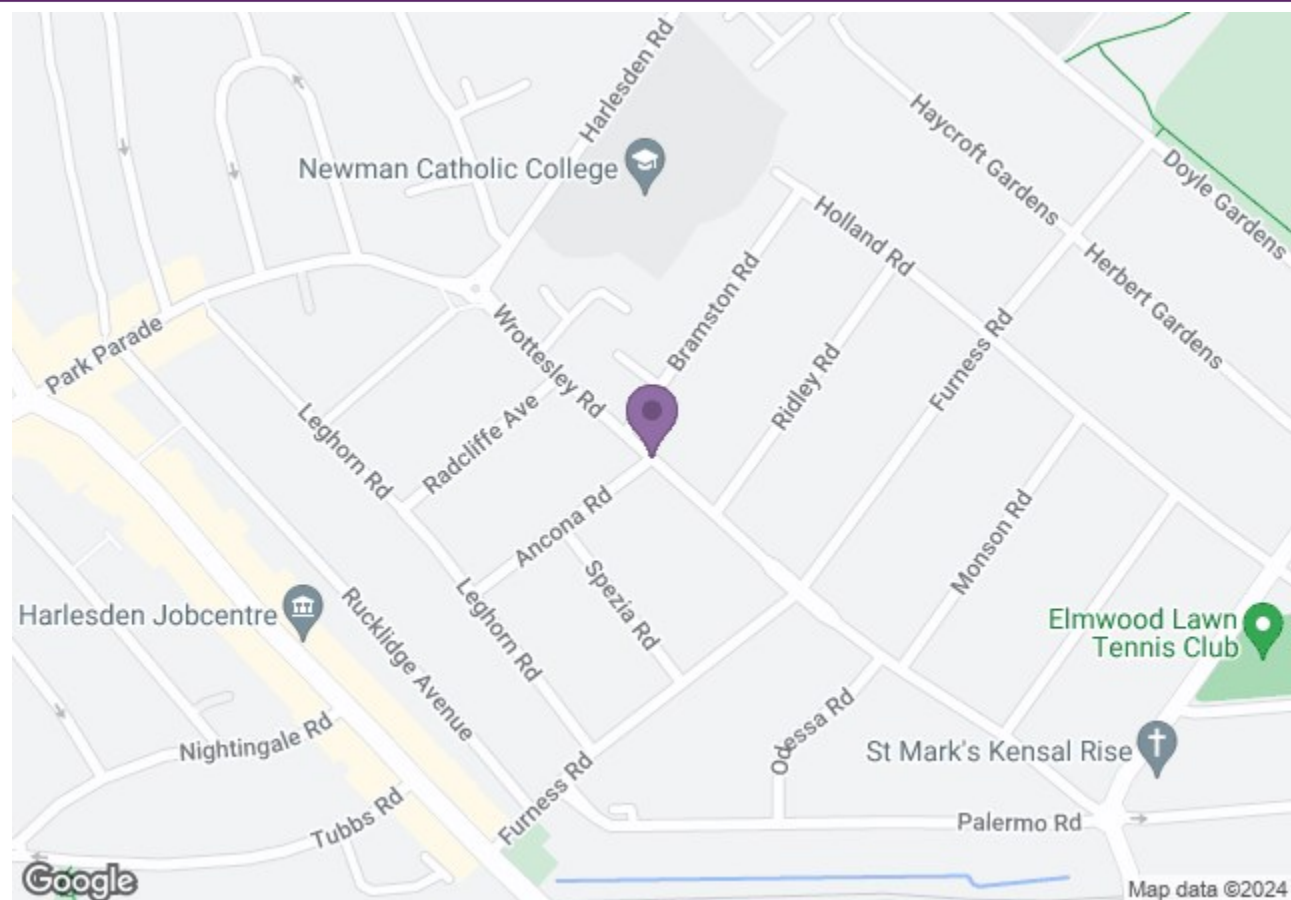 Harlesden Rd
Newman Catholic College
Haycroft Gardens
Doyle Gardens
Holland Rd
Herbert Gardens
Bramston Rd
Park Parade
Wrottesley Rd
Ridley Rd
Furness Rd
Leghorn Rd
Radcliffe Ave
Ancona Rd
Monson Rd
Spezia Rd
Harlesden Jobcentre
Rucklidge Avenue
Leghorn Rd
Elmwood Lawn
Tennis Club
Nightingale Rd
Odessa Rd
St Mark's Kensal Rise
Furness Rd
Tubbs Rd
Palermo Rd
Google
Map data ©2024